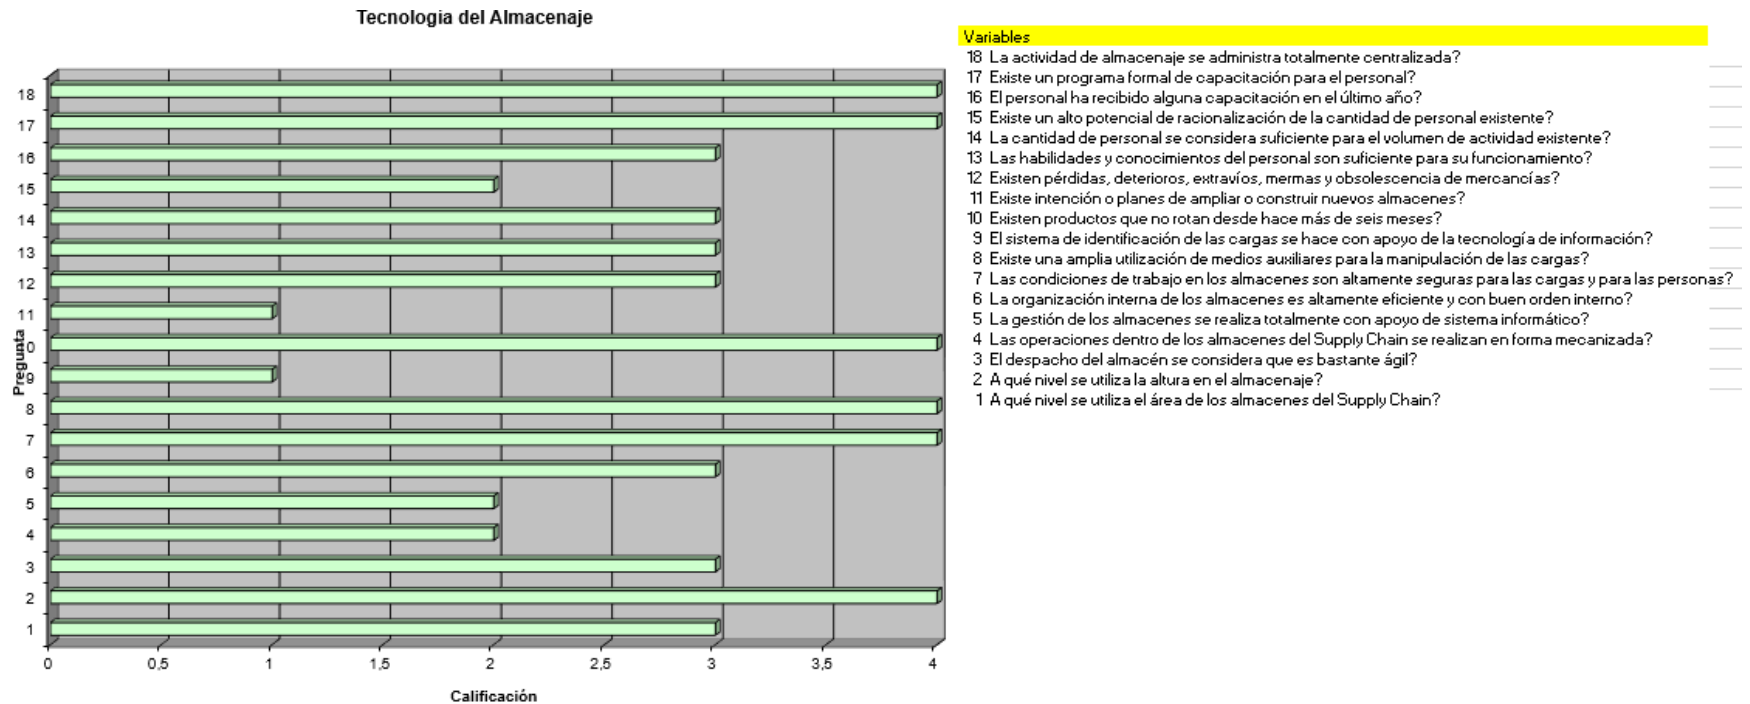 Tecnologia del Almacenaje
18
17
16
15
14
13
12
11
10
9
8
7
6
5
4
3
2
1
Pregunta
0
0,5
1
1,5
2
2,5
3
3,5
4
Calificación
Variables
18 La actividad de almacenaje se administra totalmente centralizada?
17 Existe un programa formal de capacitación para el personal?
16 El personal ha recibido alguna capacitación en el último año?
15 Existe un alto potencial de racionalización de la cantidad de personal existente?
14 La cantidad de personal se considera suficiente para el volumen de actividad existente?
13 Las habilidades y conocimientos del personal son suficiente para su funcionamiento?
12 Existen pérdidas, deterioros, extravíos, mermas y obsolescencia de mercancías?
11 Existe intención o planes de ampliar o construir nuevos almacenes?
10 Existen productos que no rotan desde hace más de seis meses?
9 El sistema de identificación de las cargas se hace con apoyo de la tecnología de información?
8 Existe una amplia utilización de medios auxiliares para la manipulación de las cargas?
7 Las condiciones de trabajo en los almacenes son altamente seguras para las cargas y para las personas?
6 La organización interna de los almacenes es altamente eficiente y con buen orden interno?
5 La gestión de los almacenes se realiza totalmente con apoyo de sistema informático?
4 Las operaciones dentro de los almacenes del Supply Chain se realizan en forma mecanizada?
3 El despacho del almacén se considera que es bastante ágil?
2 A qué nivel se utiliza la altura en el almacenaje?
1 A qué nivel se utiliza el área de los almacenes del Supply Chain?